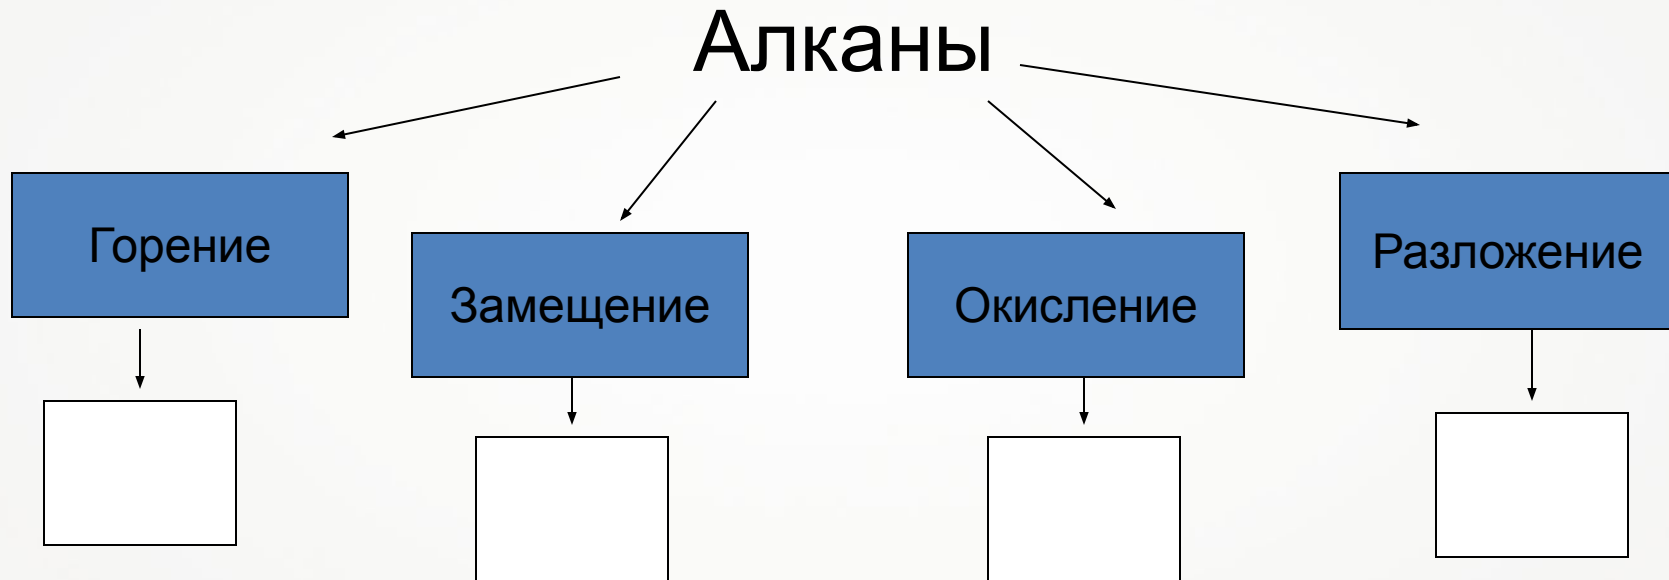 Алканы
Горение
Замещение
Окисление
Разложение